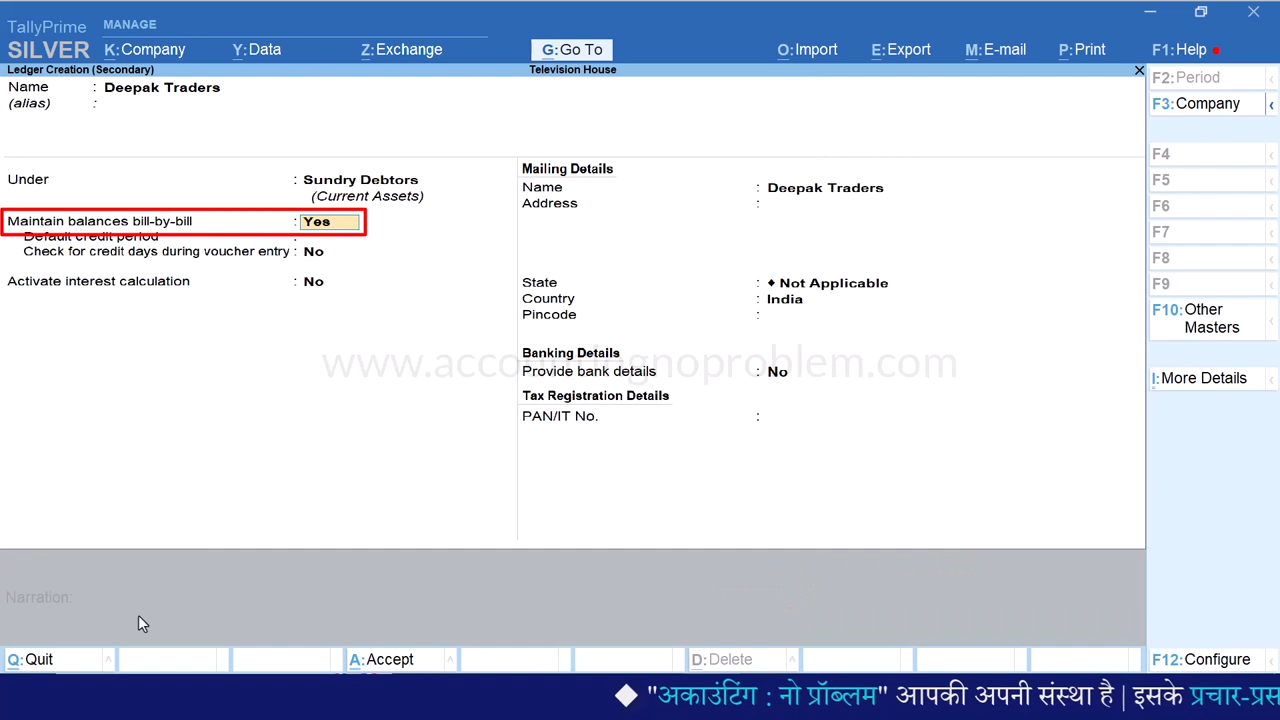 TallyPrime MANAGE
SILVER K:Company Y:Data Z:Exchange G:Go To O:Import E:Export M:E-mail P:Print F1:Help
Ledger Creation (Secondary) Television House
Name : Deepak Traders
(alias) :
Under : Sundry Debtors
(Current Assets)
Maintain balances bill-by-bill : Yes
Default credit period :
Check for credit days during voucher entry : No
Activate interest calculation : No
Mailing Details
Name : Deepak Traders
Address :
State : ♦ Not Applicable
Country : India
Pincode :
Banking Details
Provide bank details : No
Tax Registration Details
PAN/IT No. :
www.accountingnoproblem.com
F2:Period
F3:Company
F4
F5
F6
F7
F8
F9
F10:Other
Masters
I:More Details
Narration:
Q:Quit A:Accept D:Delete F12:Configure
◆ "अकाउंटिंग : नो प्रॉब्लम" आपकी अपनी संस्था है | इसके प्रचार-प्रस